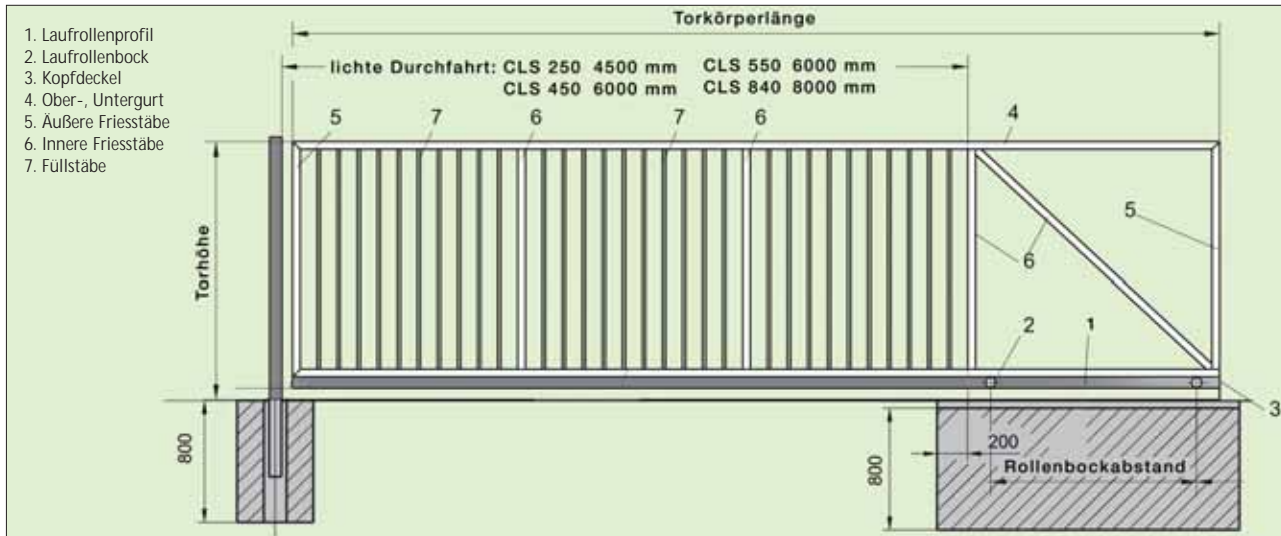 Torkörperlänge
1. Laufrollenprofil
2. Laufrollenbock
3. Kopfdeckel
4. Ober-, Untergurt
5. Äußere Friesstäbe
6. Innere Friesstäbe
7. Füllstäbe
lichte Durchfahrt: CLS 250 4500 mm CLS 550 6000 mm
CLS 450 6000 mm CLS 840 8000 mm
5 7 6 7 6 4
Torhöhe
5
6
2 1
3
800
200
800
Rollenbockabstand